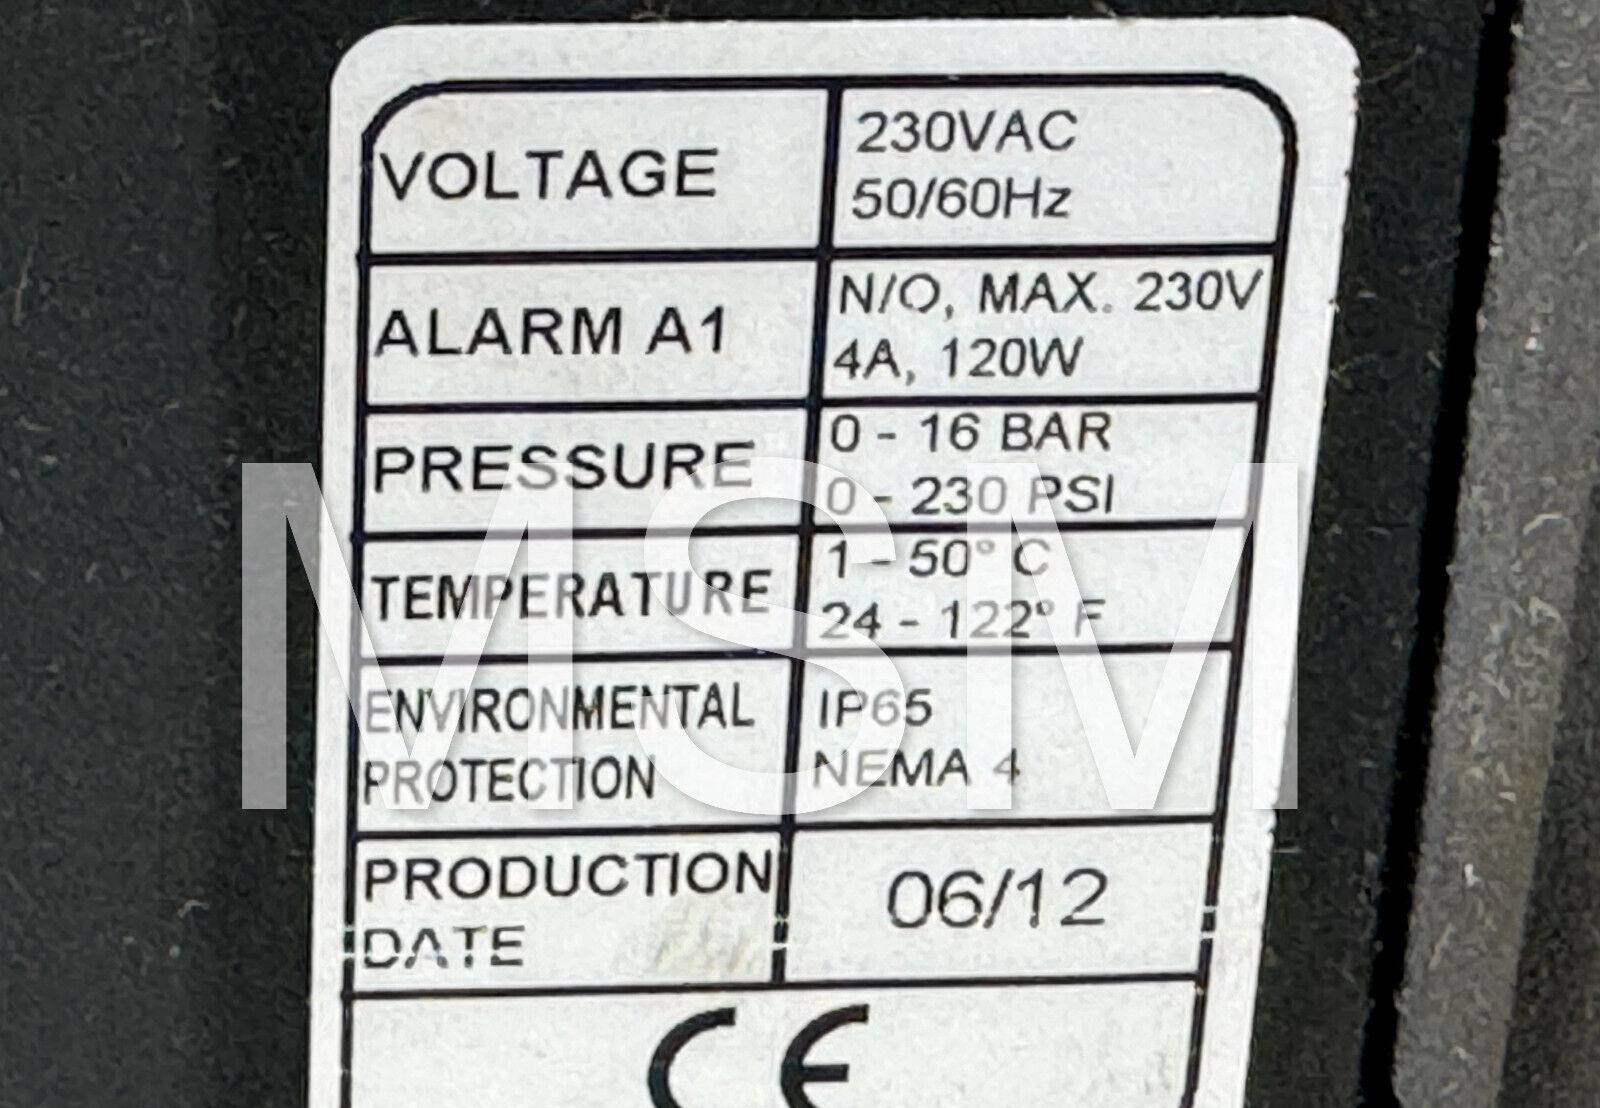 VOLTAGE
230VAC
50/60Hz
ALARM A1
N/O, MAX. 230V
4A, 120W
PRESSURE
0 - 16 BAR
0 - 230 PSI
TEMPERATURE
1 - 50° C
24 - 122° F
ENVIRONMENTAL
PROTECTION
IP65
NEMA 4
PRODUCTION
DATE
06/12
CE
MSM